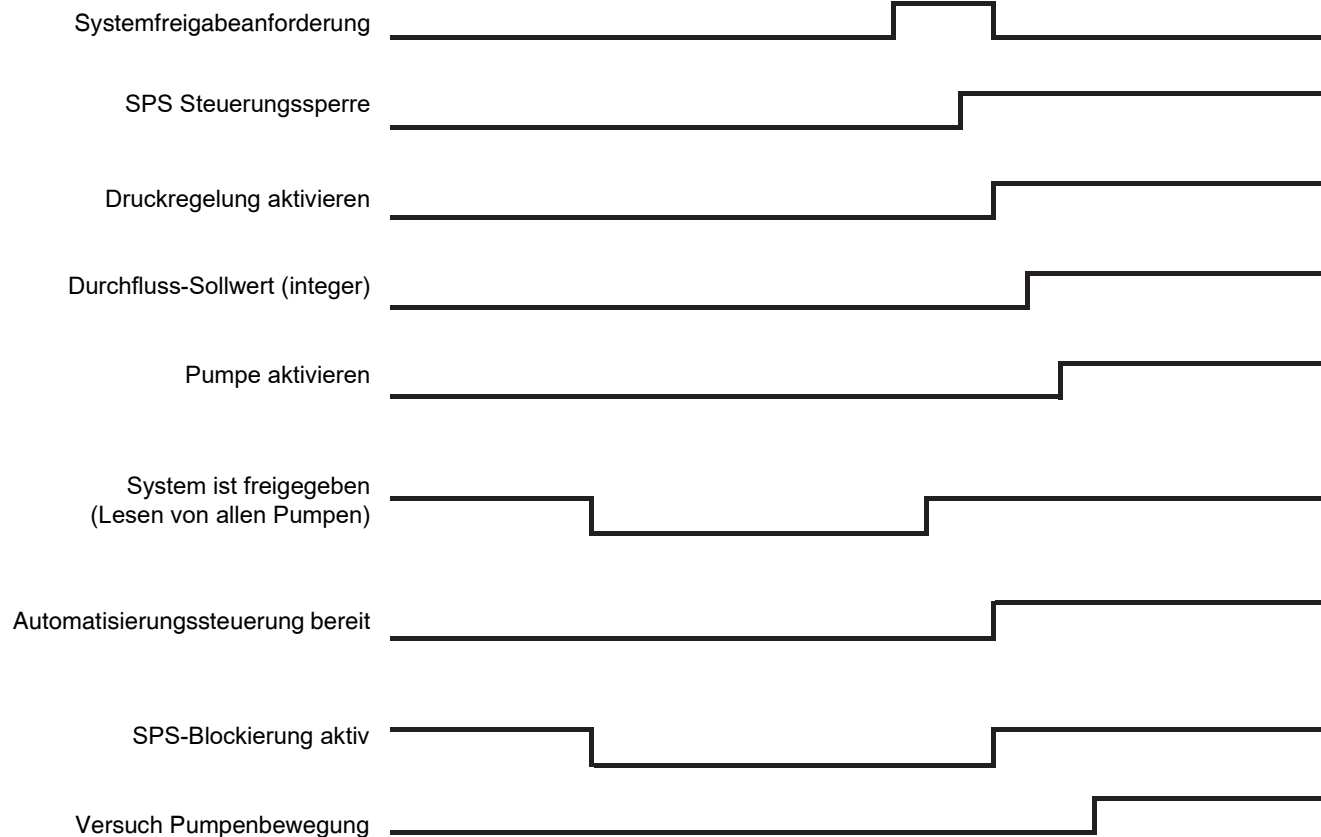 Systemfreigabeanforderung
SPS Steuerungssperre
Druckregelung aktivieren
Durchfluss-Sollwert (integer)
Pumpe aktivieren
System ist freigegeben
(Lesen von allen Pumpen)
Automatisierungssteuerung bereit
SPS-Blockierung aktiv
Versuch Pumpenbewegung